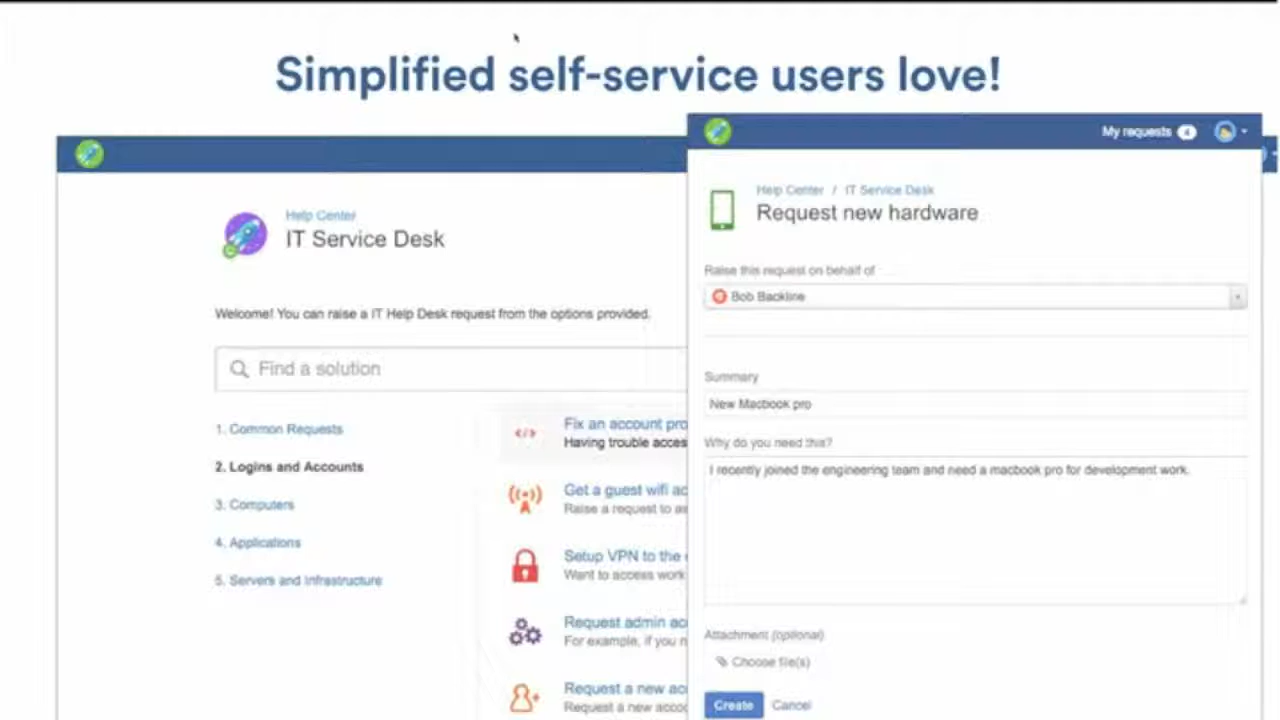 Simplified self-service users love!
Help Center
IT Service Desk
Welcome! You can raise a IT Help Desk request from the options provided.
Find a solution
1. Common Requests
2. Logins and Accounts
3. Computers
4. Applications
5. Servers and Infrastructure
Fix an account pro
Having trouble acces
Get a guest wifi ac
Raise a request to as
Setup VPN to the
Want to access work
Request admin ac
For example, if you n
Request a new acc
Request a new acco
My requests 4
Help Center / IT Service Desk
Request new hardware
Raise this request on behalf of
Bob Backline
Summary
New Macbook pro
Why do you need this?
I recently joined the engineering team and need a macbook pro for development work.
Attachment (optional)
Choose file(s)
Create Cancel